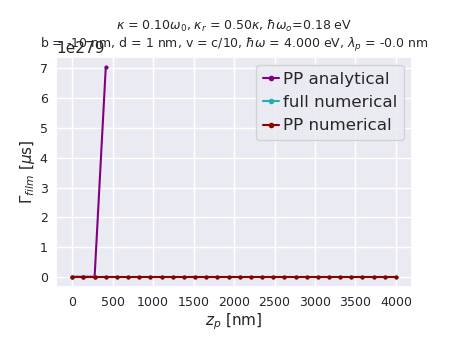 κ = 0.10ω₀, κᵣ = 0.50κ, ħωₒ=0.18 eV
b = -10 nm, d = 1 nm, v = c/10, ħω = 4.000 eV, λₚ = -0.0 nm
1e279
7
6
5
4
3
2
1
0
Γ_film [μs]
PP analytical
full numerical
PP numerical
0 500 1000 1500 2000 2500 3000 3500 4000
zₚ [nm]